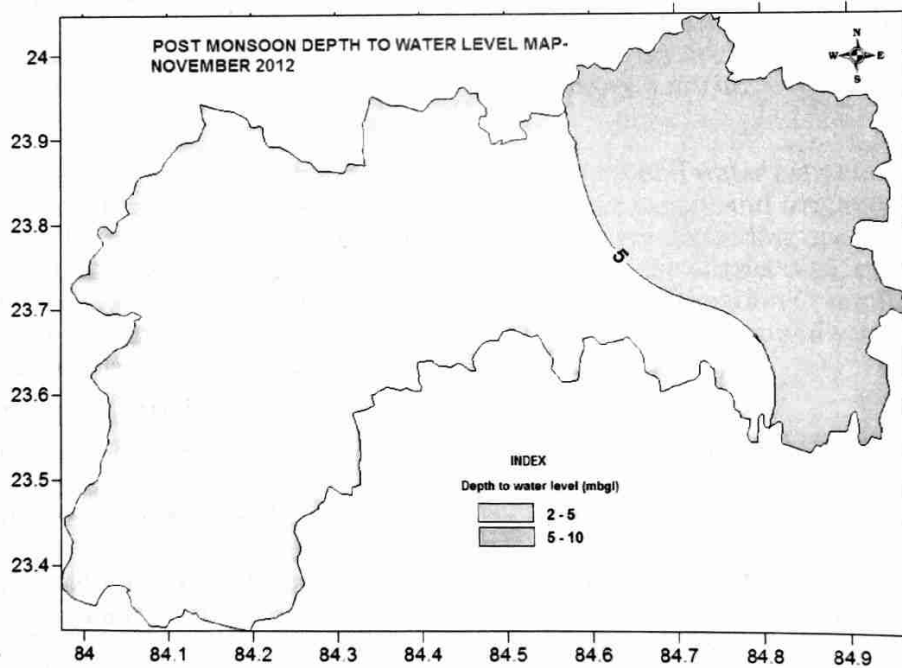 POST MONSOON DEPTH TO WATER LEVEL MAP-
NOVEMBER 2012
N
W E
S
24
23.9
23.8
23.7
23.6
23.5
23.4
5
INDEX
Depth to water level (mbgl)
2 - 5
5 - 10
84 84.1 84.2 84.3 84.4 84.5 84.6 84.7 84.8 84.9